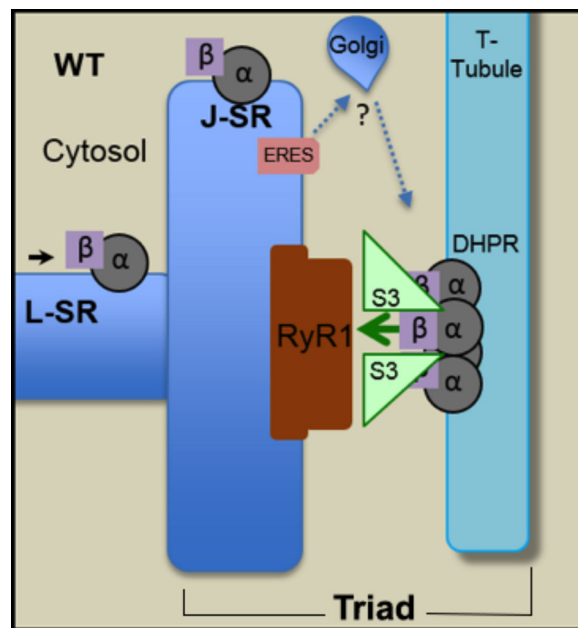 WT
Golgi
T-
Tubule
β
α
J-SR
?
Cytosol
ERES
β
α
DHPR
L-SR
S3
β
α
RyR1
β
α
S3
β
α
Triad